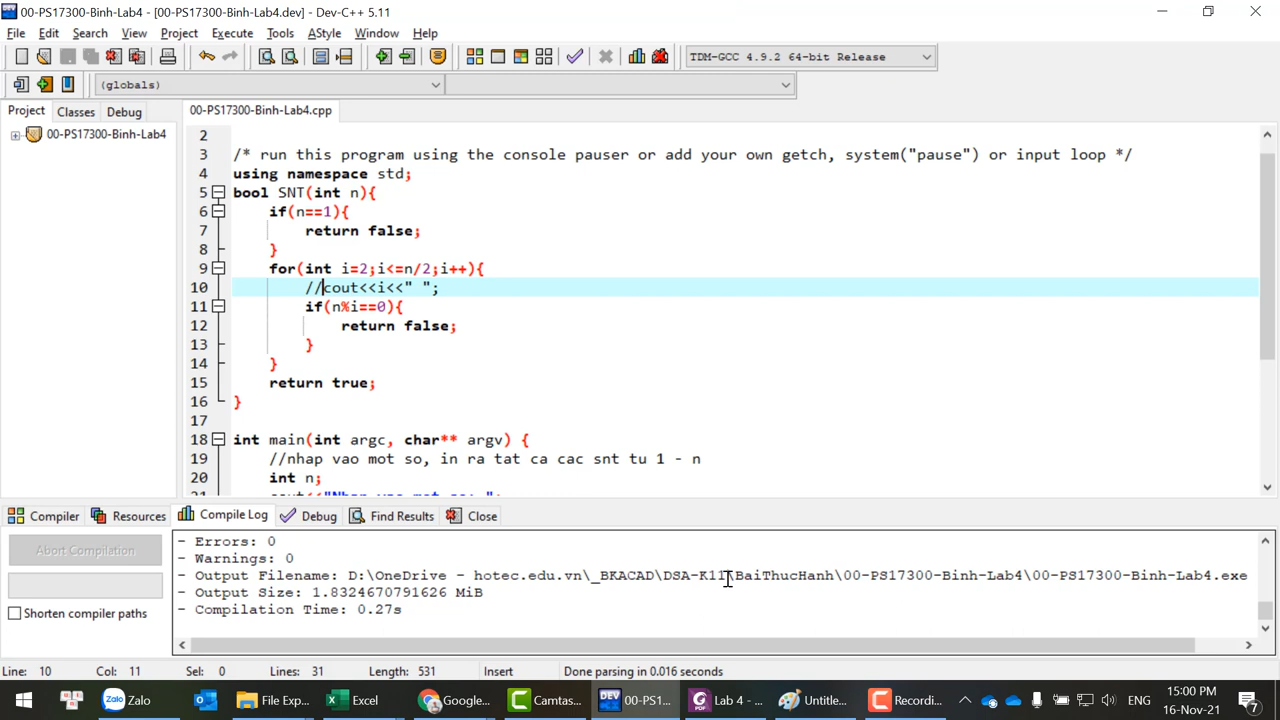 00-PS17300-Binh-Lab4 - [00-PS17300-Binh-Lab4.dev] - Dev-C++ 5.11
File Edit Search View Project Execute Tools AStyle Window Help
TDM-GCC 4.9.2 64-bit Release
(globals)
Project Classes Debug 00-PS17300-Binh-Lab4.cpp
00-PS17300-Binh-Lab4
2
3 /* run this program using the console pauser or add your own getch, system("pause") or input loop */
4 using namespace std;
5 bool SNT(int n){
6 if(n==1){
7 return false;
8 }
9 for(int i=2;i<=n/2;i++){
10 //cout<<i<<" ";
11 if(n%i==0){
12 return false;
13 }
14 }
15 return true;
16 }
17
18 int main(int argc, char** argv) {
19 //nhap vao mot so, in ra tat ca cac snt tu 1 - n
20 int n;
21 cout<<"Nhap vao mot so: ";
Compiler Resources Compile Log Debug Find Results Close
Abort Compilation
Shorten compiler paths
- Errors: 0
- Warnings: 0
- Output Filename: D:\OneDrive - hotec.edu.vn\_BKACAD\DSA-K11\BaiThucHanh\00-PS17300-Binh-Lab4\00-PS17300-Binh-Lab4.exe
- Output Size: 1.8324670791626 MiB
- Compilation Time: 0.27s
Line: 10 Col: 11 Sel: 0 Lines: 31 Length: 531 Insert Done parsing in 0.016 seconds
Zalo File Exp... Excel Google... Camtas... 00-PS1... Lab 4 - ... Untitle... Recordi... ENG 15:00 PM
16-Nov-21 7